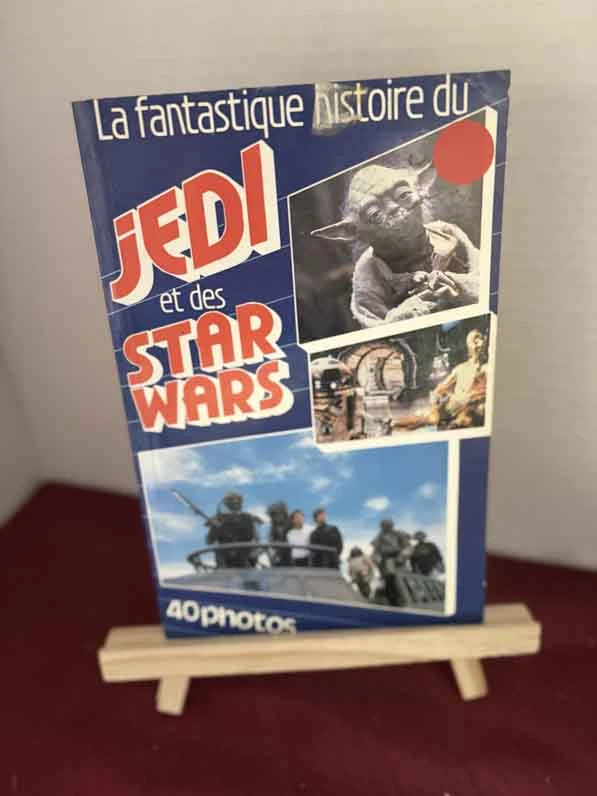 La fantastique histoire du
JEDI
et des
STAR
WARS
40 photos